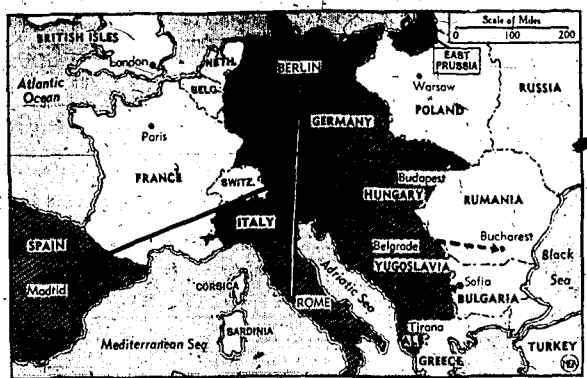 Scale of Miles
0 100 200
BRITISH ISLES
London
NETH.
BELG.
BERLIN
EAST
PRUSSIA
Atlantic
Ocean
Warsaw
POLAND
RUSSIA
GERMANY
Paris
FRANCE
SWITZ.
Budapest
HUNGARY
RUMANIA
ITALY
SPAIN
Belgrade
Bucharest
YUGOSLAVIA
Black
Sea
Madrid
CORSICA
Adriatic Sea
ROME
Sofia
BULGARIA
SARDINIA
Tirana
Mediterranean Sea
GREECE
TURKEY